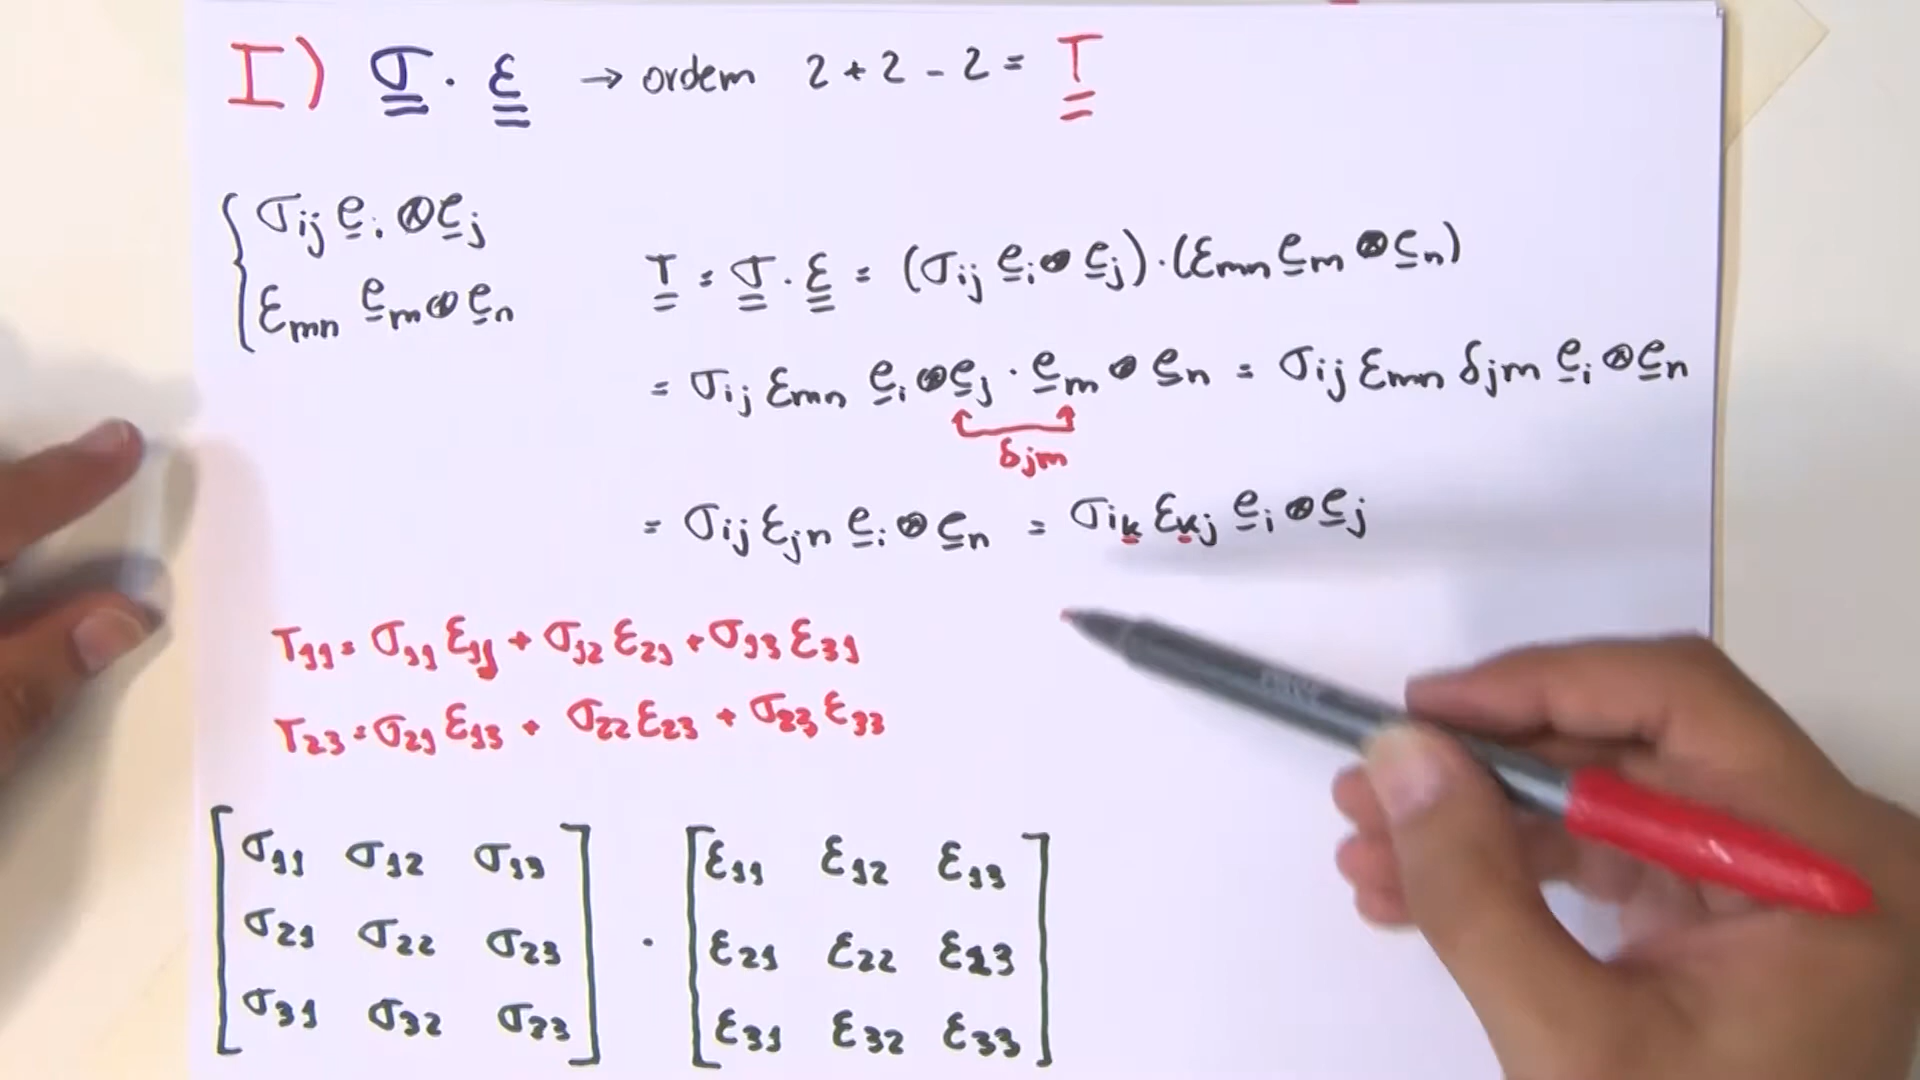 I) σ · ε → ordem 2 + 2 - 2 = T
σij ei ⊗ ej
εmn em ⊗ en
T = σ · ε = (σij ei ⊗ ej) · (εmn em ⊗ en)
= σij εmn ei ⊗ ej · em ⊗ en = σij εmn δjm ei ⊗ en
δjm
= σij εjn ei ⊗ en = σik εkj ei ⊗ ej
T11 = σ11 ε11 + σ12 ε21 + σ13 ε31
T23 = σ21 ε13 + σ22 ε23 + σ23 ε33
[σ11 σ12 σ13] · [ε11 ε12 ε13]
[σ21 σ22 σ23] [ε21 ε22 ε23]
[σ31 σ32 σ23] [ε31 ε32 ε33]